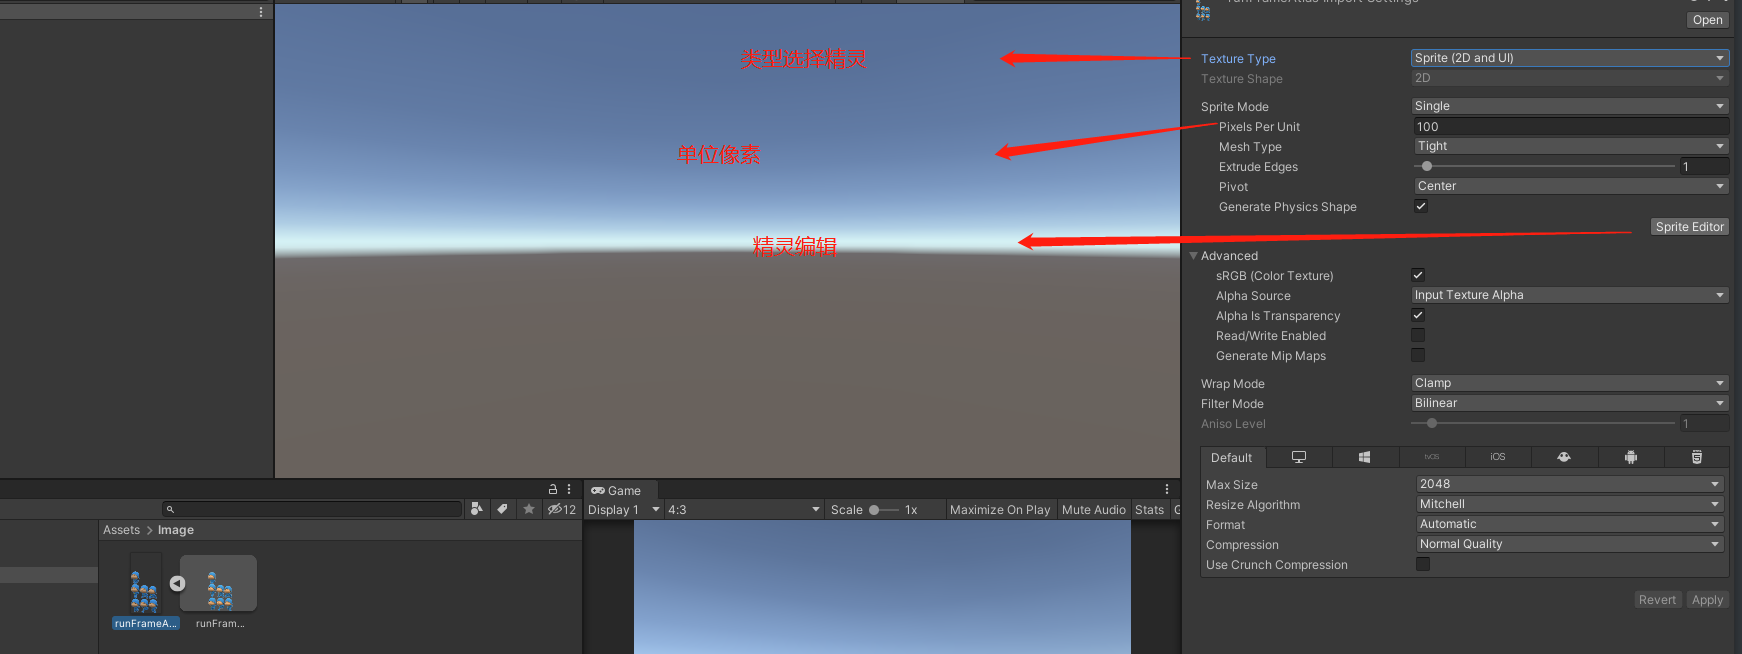 Open
类型选择精灵
Texture Type
Sprite (2D and UI)
Texture Shape
2D
Sprite Mode
Single
Pixels Per Unit
100
单位像素
Mesh Type
Tight
Extrude Edges
1
Pivot
Center
Generate Physics Shape
Sprite Editor
精灵编辑
Advanced
sRGB (Color Texture)
Alpha Source
Input Texture Alpha
Alpha Is Transparency
Read/Write Enabled
Generate Mip Maps
Wrap Mode
Clamp
Filter Mode
Bilinear
Aniso Level
1
Default
tvOS
iOS
Max Size
2048
Resize Algorithm
Mitchell
Format
Automatic
Compression
Normal Quality
Use Crunch Compression
Revert
Apply
12
Assets > Image
runFrameA...
runFram...
Game
Display 1
4:3
Scale
1x
Maximize On Play
Mute Audio
Stats
G